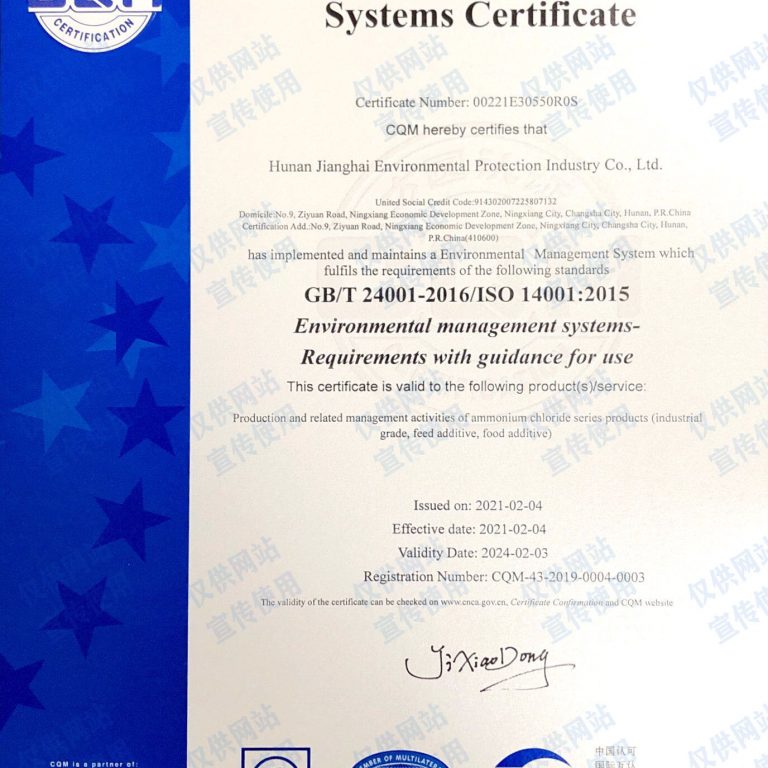 CERTIFICATION
Systems Certificate
Certificate Number: 00221E30550R0S
CQM hereby certifies that
Hunan Jianghai Environmental Protection Industry Co., Ltd.
United Social Credit Code:914302007225807132
Domicile:No.9, Ziyuan Road, Ningxiang Economic Development Zone, Ningxiang City, Changsha City, Hunan, P.R.China
Certification Add.:No.9, Ziyuan Road, Ningxiang Economic Development Zone, Ningxiang City, Changsha City, Hunan,
P.R.China(410600)
has implemented and maintains a Environmental Management System which
fulfils the requirements of the following standards
GB/T 24001-2016/ISO 14001:2015
Environmental management systems-
Requirements with guidance for use
This certificate is valid to the following product(s)/service:
Production and related management activities of ammonium chloride series products (industrial
grade, feed additive, food additive)
Issued on: 2021-02-04
Effective date: 2021-02-04
Validity Date: 2024-02-03
Registration Number: CQM-43-2019-0004-0003
The validity of the certificate can be checked on www.cnca.gov.cn, Certificate Confirmation and CQM website
Ji XiaoDong
CQM is a partner of:
MEMBER OF MULTILATERAL
中国认可
国际互认
仅供网站
宣传使用